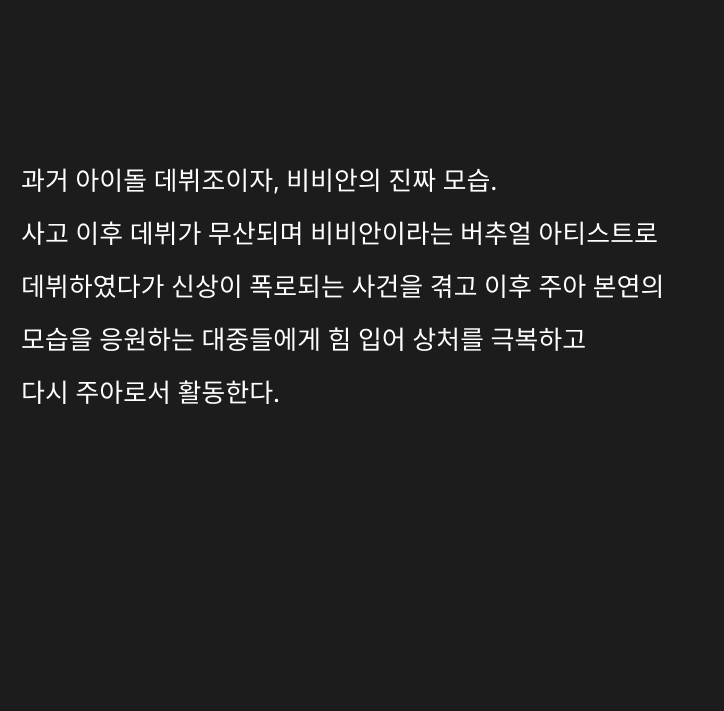 과거 아이돌 데뷔조이자, 비비안의 진짜 모습.
사고 이후 데뷔가 무산되며 비비안이라는 버추얼 아티스트로
데뷔하였다가 신상이 폭로되는 사건을 겪고 이후 주아 본연의
모습을 응원하는 대중들에게 힘 입어 상처를 극복하고
다시 주아로서 활동한다.